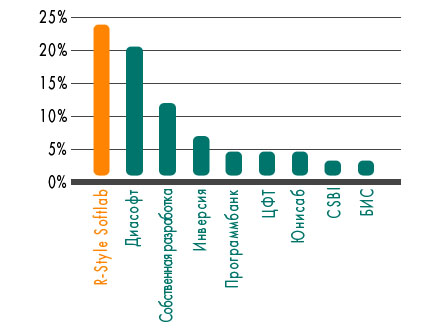 25%
20%
15%
10%
5%
0%
R-Style Softlab
Диасофт
Собственная разработка
Инверсия
Программбанк
ЦФТ
Юнисаб
CSBI
БИС